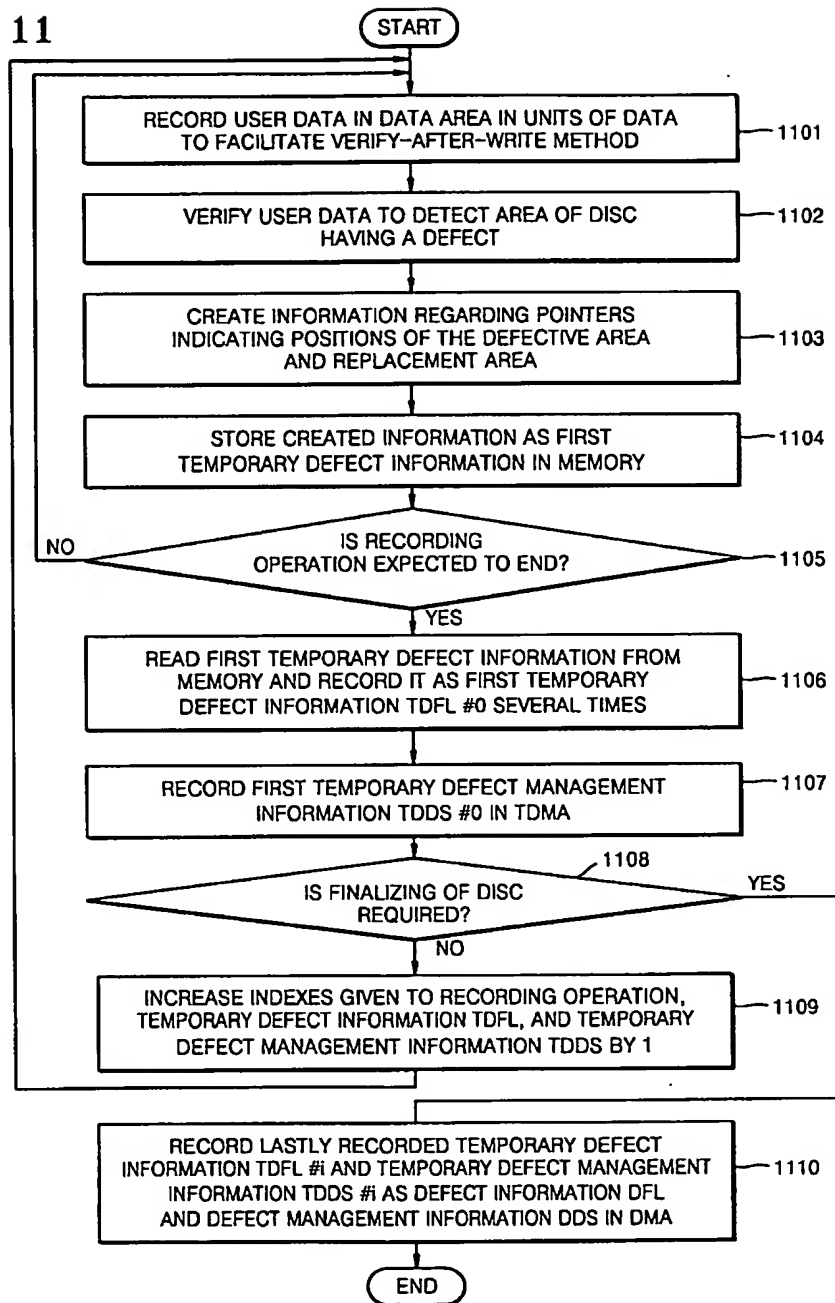 11
START
RECORD USER DATA IN DATA AREA IN UNITS OF DATA
TO FACILITATE VERIFY-AFTER-WRITE METHOD
1101
VERIFY USER DATA TO DETECT AREA OF DISC
HAVING A DEFECT
1102
CREATE INFORMATION REGARDING POINTERS
INDICATING POSITIONS OF THE DEFECTIVE AREA
AND REPLACEMENT AREA
1103
STORE CREATED INFORMATION AS FIRST
TEMPORARY DEFECT INFORMATION IN MEMORY
1104
NO
IS RECORDING
OPERATION EXPECTED TO END?
1105
YES
READ FIRST TEMPORARY DEFECT INFORMATION FROM
MEMORY AND RECORD IT AS FIRST TEMPORARY
DEFECT INFORMATION TDFL #0 SEVERAL TIMES
1106
RECORD FIRST TEMPORARY DEFECT MANAGEMENT
INFORMATION TDDS #0 IN TDMA
1107
1108
YES
IS FINALIZING OF DISC
REQUIRED?
NO
INCREASE INDEXES GIVEN TO RECORDING OPERATION,
TEMPORARY DEFECT INFORMATION TDFL, AND TEMPORARY
DEFECT MANAGEMENT INFORMATION TDDS BY 1
1109
RECORD LASTLY RECORDED TEMPORARY DEFECT
INFORMATION TDFL #i AND TEMPORARY DEFECT MANAGEMENT
INFORMATION TDDS #i AS DEFECT INFORMATION DFL
AND DEFECT MANAGEMENT INFORMATION DDS IN DMA
1110
END